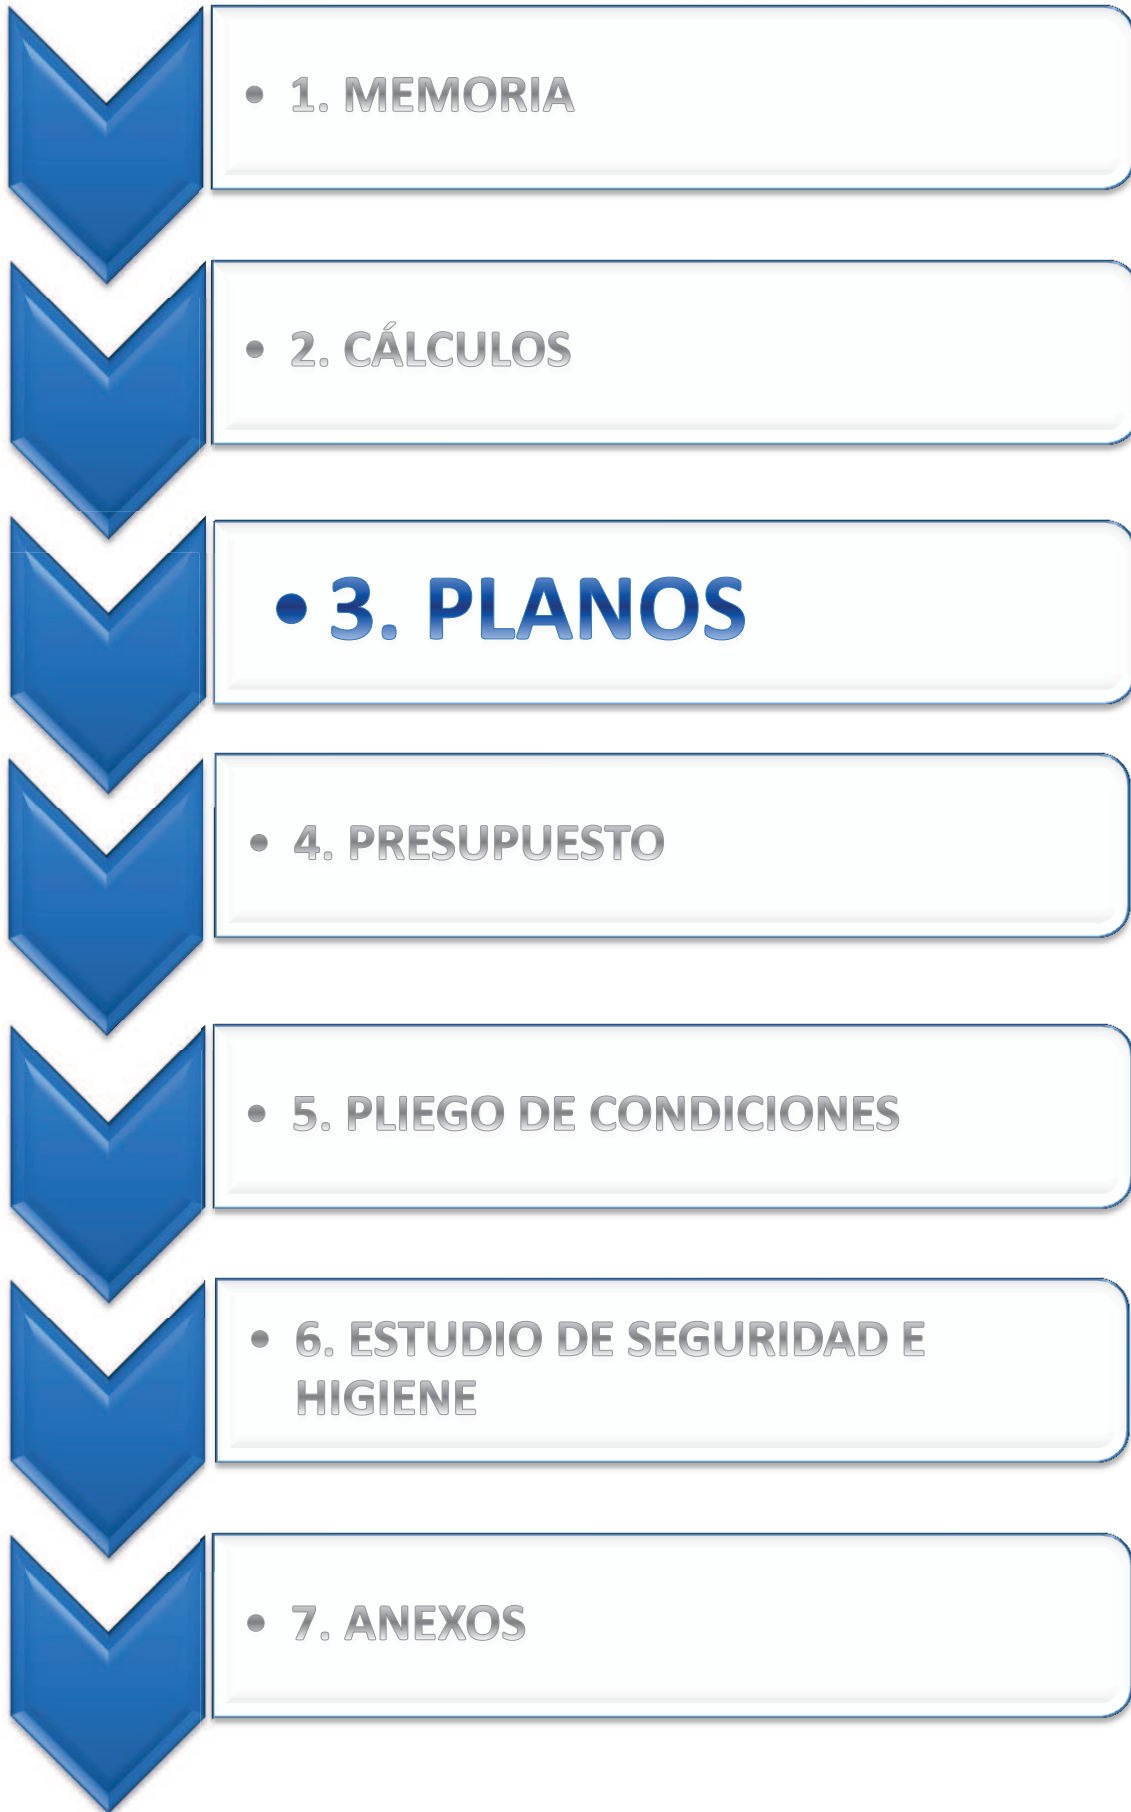 • 1. MEMORIA
• 2. CÁLCULOS
• 3. PLANOS
• 4. PRESUPUESTO
• 5. PLIEGO DE CONDICIONES
• 6. ESTUDIO DE SEGURIDAD E
HIGIENE
• 7. ANEXOS